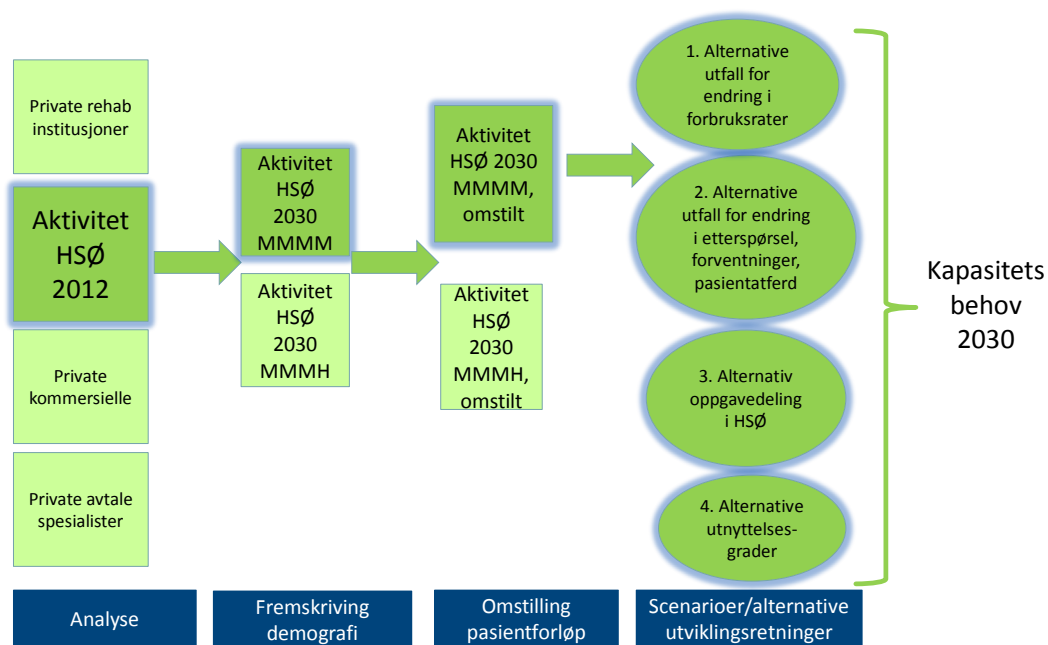 Private rehab
institusjoner
Aktivitet
HSØ
2012
Private
kommersielle
Private avtale
spesialister
Aktivitet
HSØ
2030
MMMM
Aktivitet
HSØ
2030
MMMH
Aktivitet
HSØ 2030
MMMM,
omstilt
Aktivitet
HSØ
2030
MMMH,
omstilt
1. Alternative
utfall for
endring i
forbruksrater
2. Alternative
utfall for endring
i etterspørsel,
forventninger,
pasientatferd
3. Alternativ
oppgavedeling
i HSØ
4. Alternative
utnyttelses-
grader
Kapasitets
behov
2030
Analyse
Fremskriving
demografi
Omstilling
pasientforløp
Scenarioer/alternative
utviklingsretninger